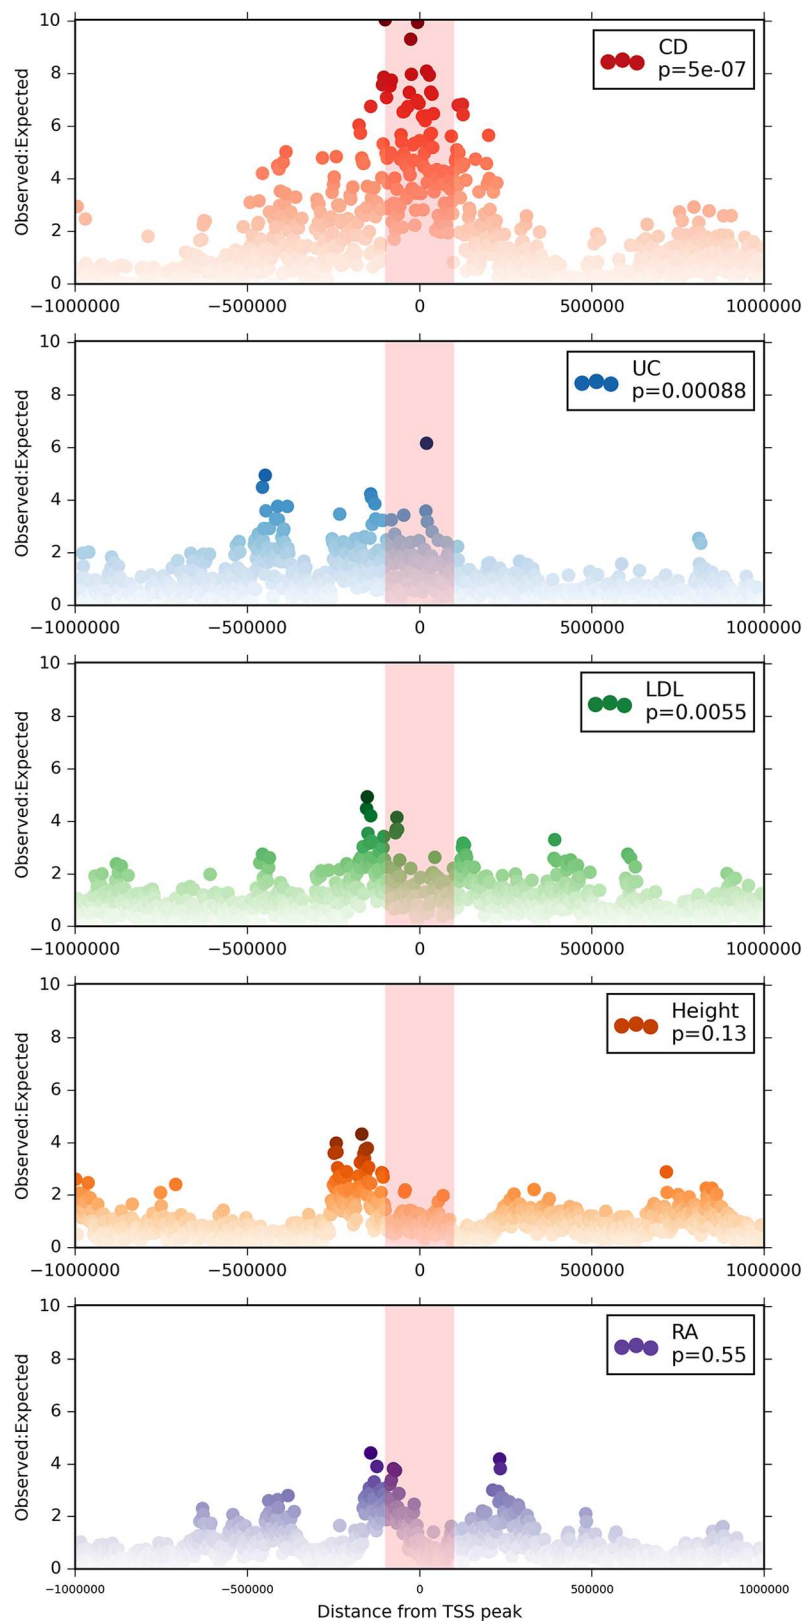 10
CD
p=5e-07
8
6
Observed:Expected
4
2
0
−1000000 −500000 0 500000 1000000
10
UC
p=0.00088
8
6
Observed:Expected
4
2
0
−1000000 −500000 0 500000 1000000
10
LDL
p=0.0055
8
6
Observed:Expected
4
2
0
−1000000 −500000 0 500000 1000000
10
Height
p=0.13
8
6
Observed:Expected
4
2
0
−1000000 −500000 0 500000 1000000
10
RA
p=0.55
8
6
Observed:Expected
4
2
0
−1000000 −500000 0 500000 1000000
Distance from TSS peak